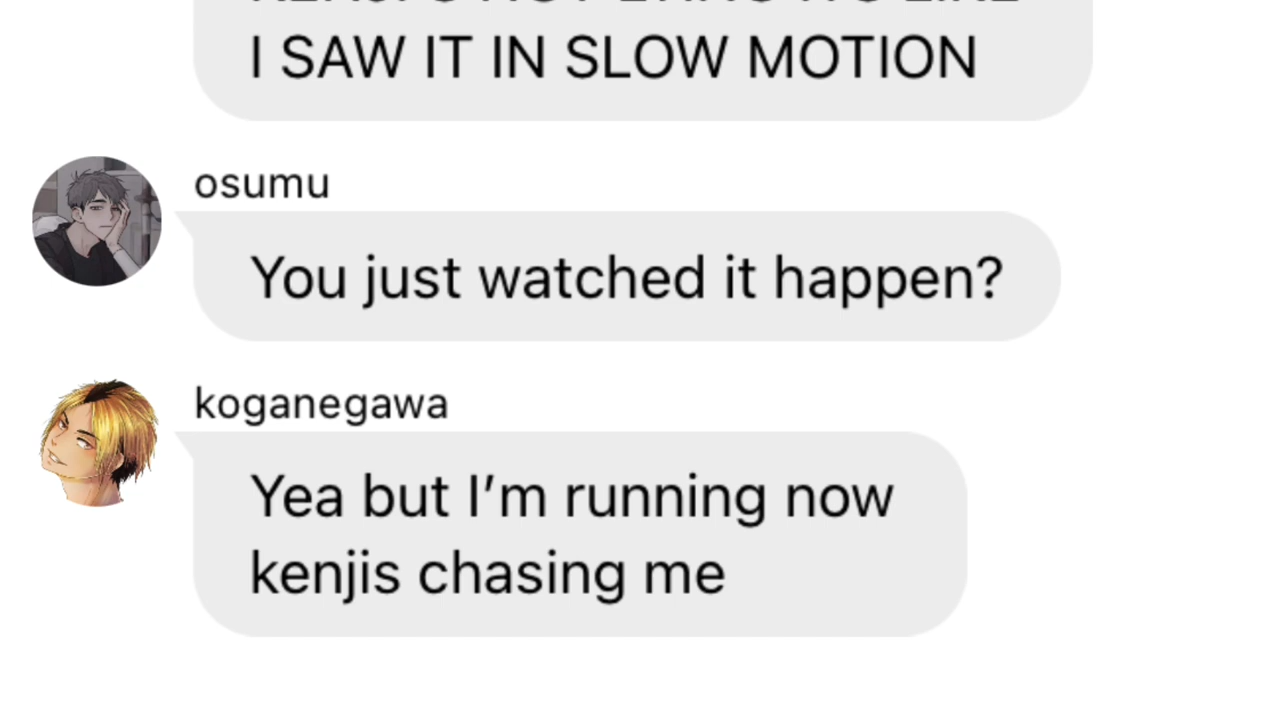 I SAW IT IN SLOW MOTION
osumu
You just watched it happen?
koganegawa
Yea but I’m running now
kenjis chasing me